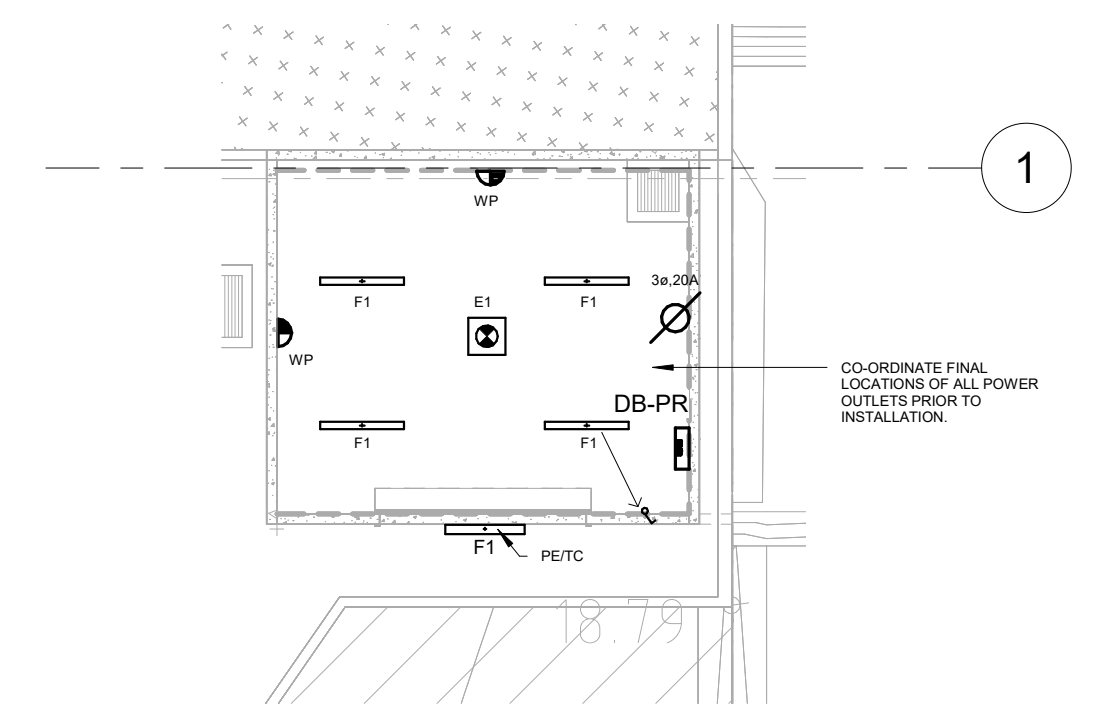 1
WP
3ø,20A
F1
E1
F1
WP
CO-ORDINATE FINAL
LOCATIONS OF ALL POWER
OUTLETS PRIOR TO
INSTALLATION.
DB-PR
F1
F1
F1
PE/TC
18.79